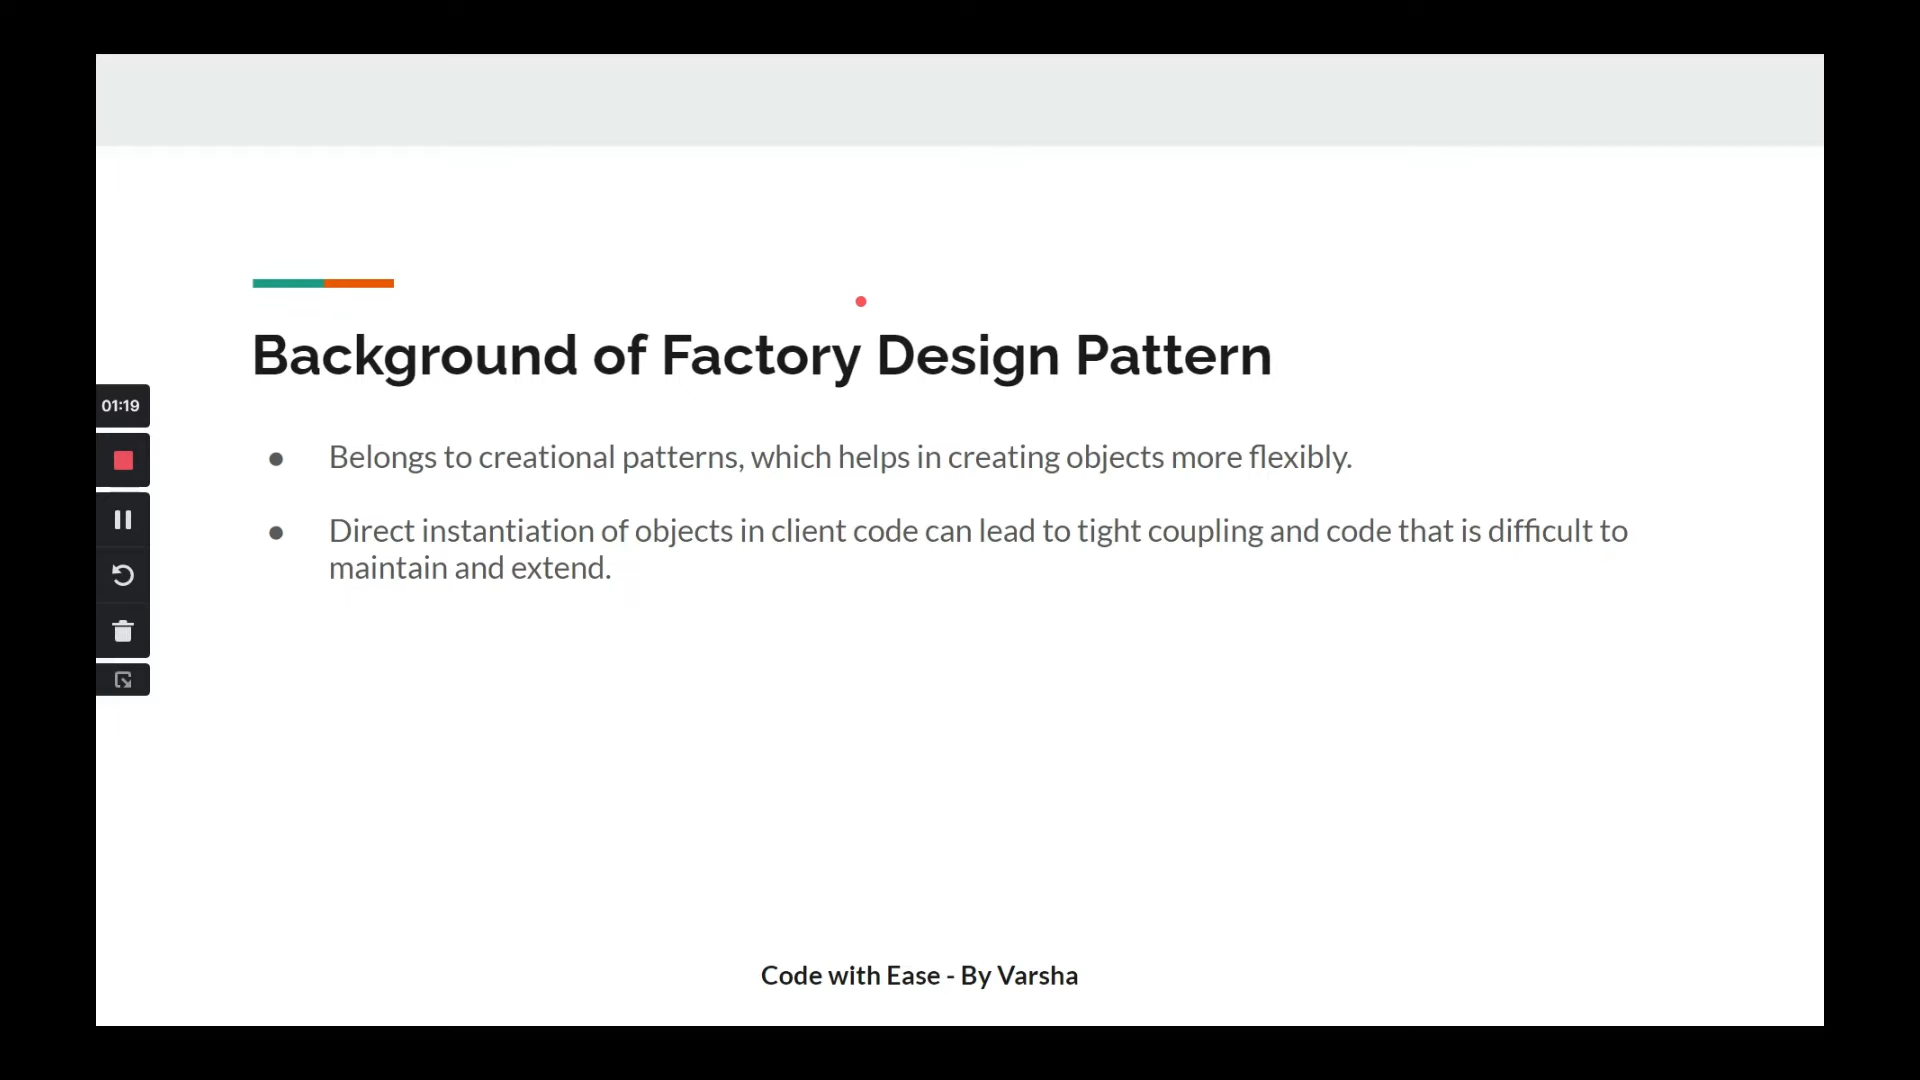 Background of Factory Design Pattern
01:19
● Belongs to creational patterns, which helps in creating objects more flexibly.
● Direct instantiation of objects in client code can lead to tight coupling and code that is difficult to
maintain and extend.
Code with Ease - By Varsha